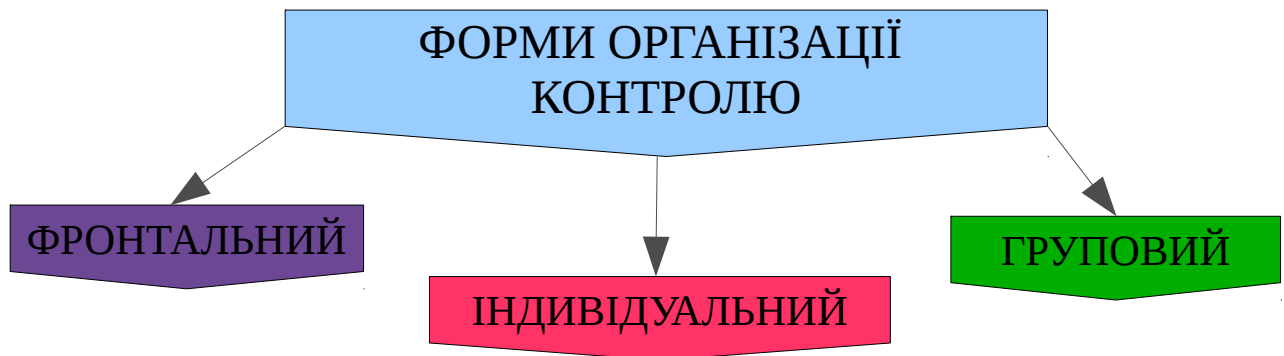 ФОРМИ ОРГАНІЗАЦІЇ
КОНТРОЛЮ
ФРОНТАЛЬНИЙ
ГРУПОВИЙ
ІНДИВІДУАЛЬНИЙ